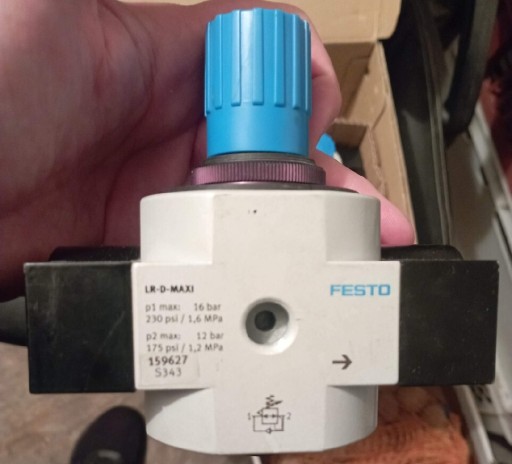 LR-D-MAXI
p1 max: 16 bar
230 psi / 1,6 MPa
p2 max: 12 bar
175 psi / 1,2 MPa
159627
S343
FESTO
→
1 2